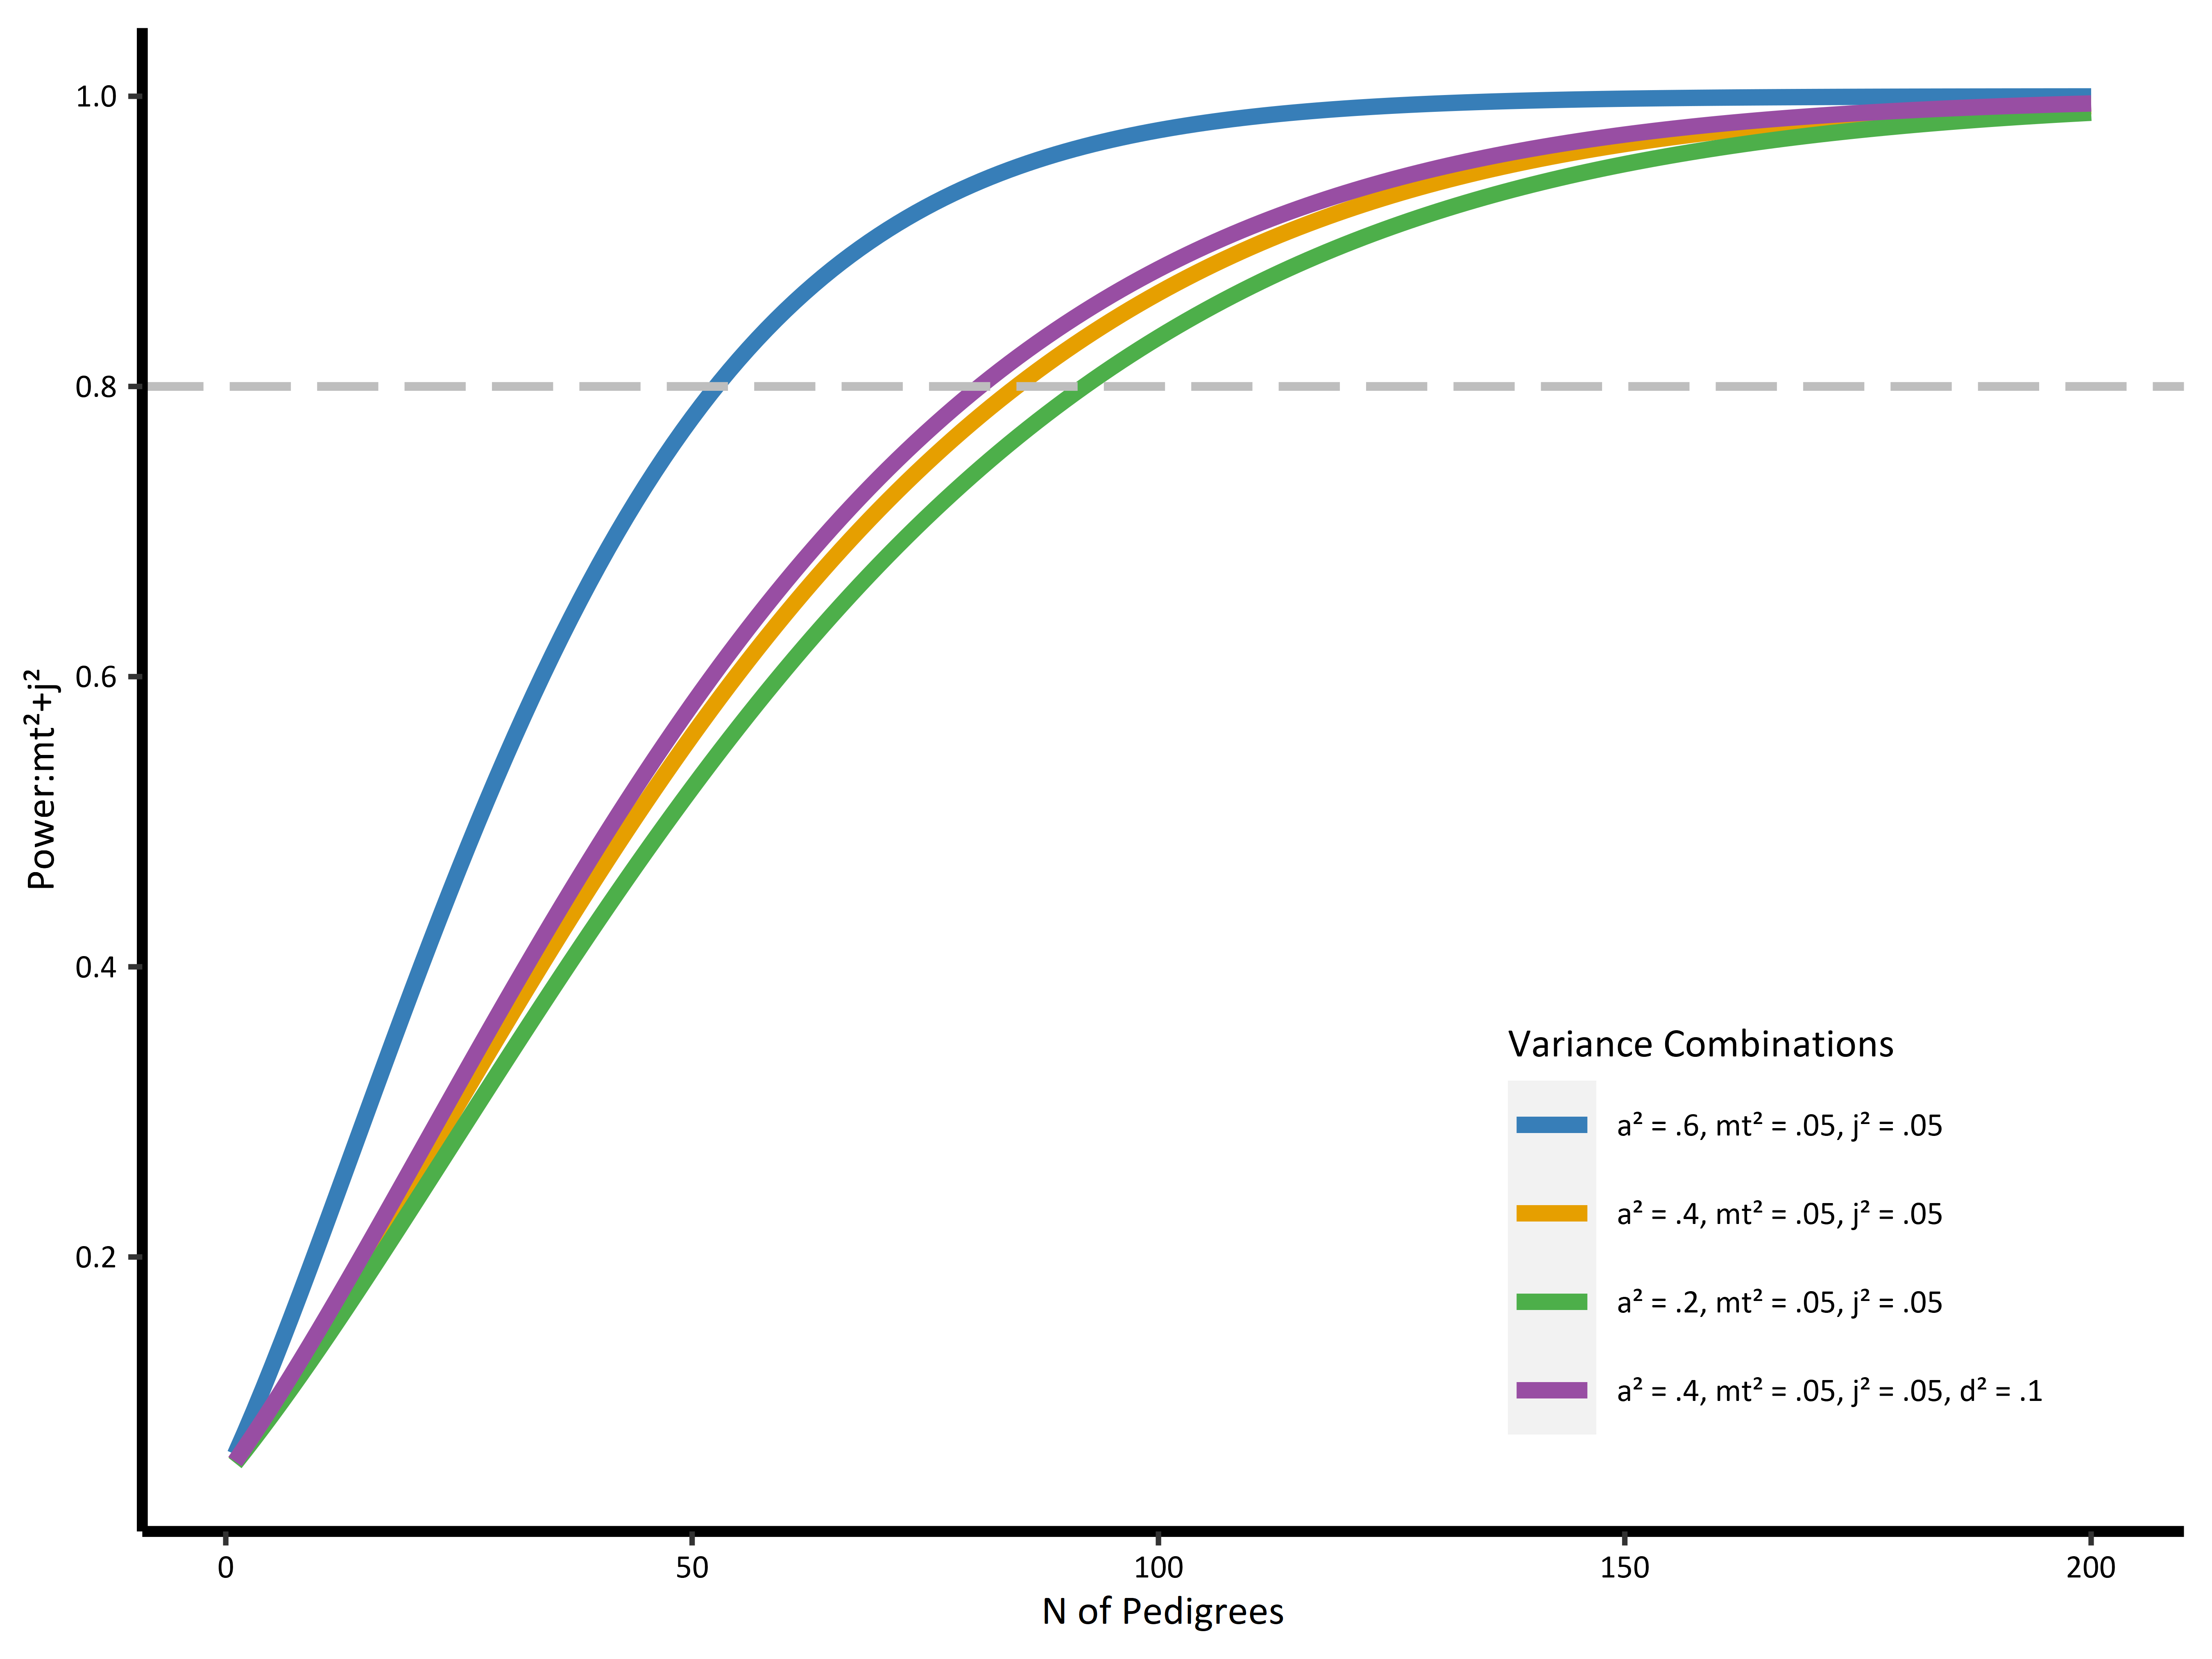 Power:mt²+j²
1.0
0.8
0.6
0.4
0.2
Variance Combinations
a² = .6, mt² = .05, j² = .05
a² = .4, mt² = .05, j² = .05
a² = .2, mt² = .05, j² = .05
a² = .4, mt² = .05, j² = .05, d² = .1
0 50 100 150 200
N of Pedigrees